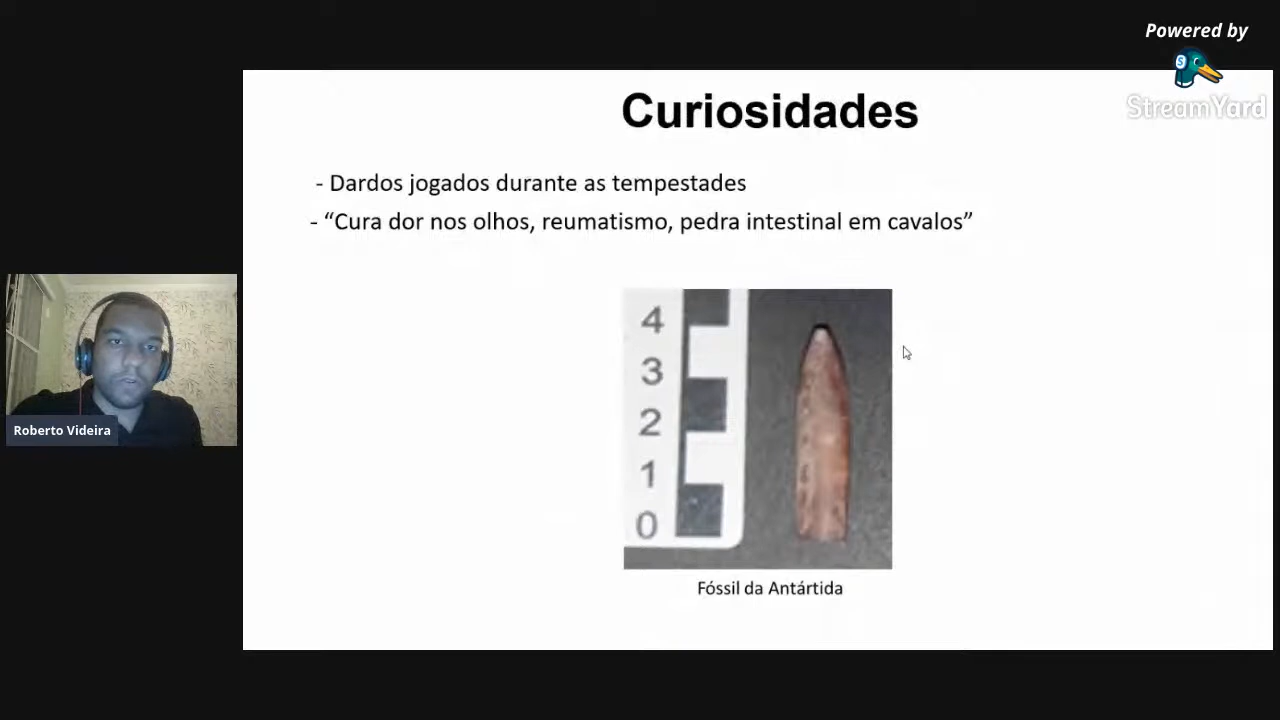 Powered by
StreamYard
Curiosidades
- Dardos jogados durante as tempestades
- “Cura dor nos olhos, reumatismo, pedra intestinal em cavalos”
4
3
2
1
0
Fóssil da Antártida
Roberto Videira